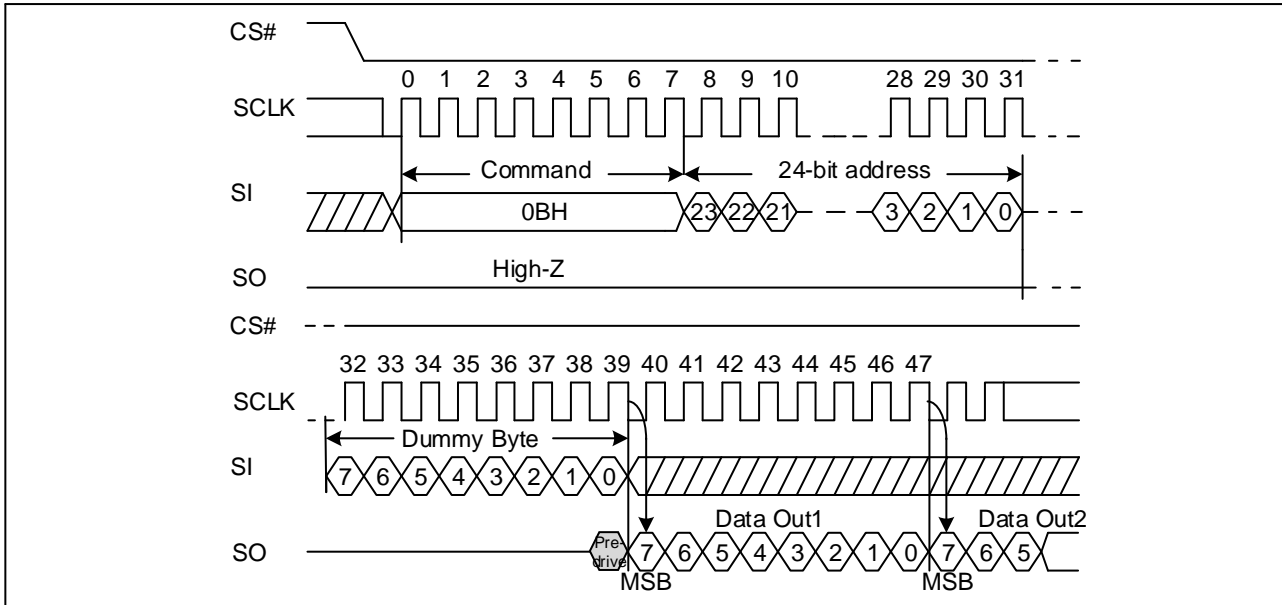 CS#
0 1 2 3 4 5 6 7 8 9 10 28 29 30 31
SCLK
Command 24-bit address
SI
0BH 23 22 21 3 2 1 0
High-Z
SO
CS#
32 33 34 35 36 37 38 39 40 41 42 43 44 45 46 47
SCLK
Dummy Byte
SI
7 6 5 4 3 2 1 0
Data Out1 Data Out2
SO
Pre-
drive
7 6 5 4 3 2 1 0 7 6 5
MSB MSB